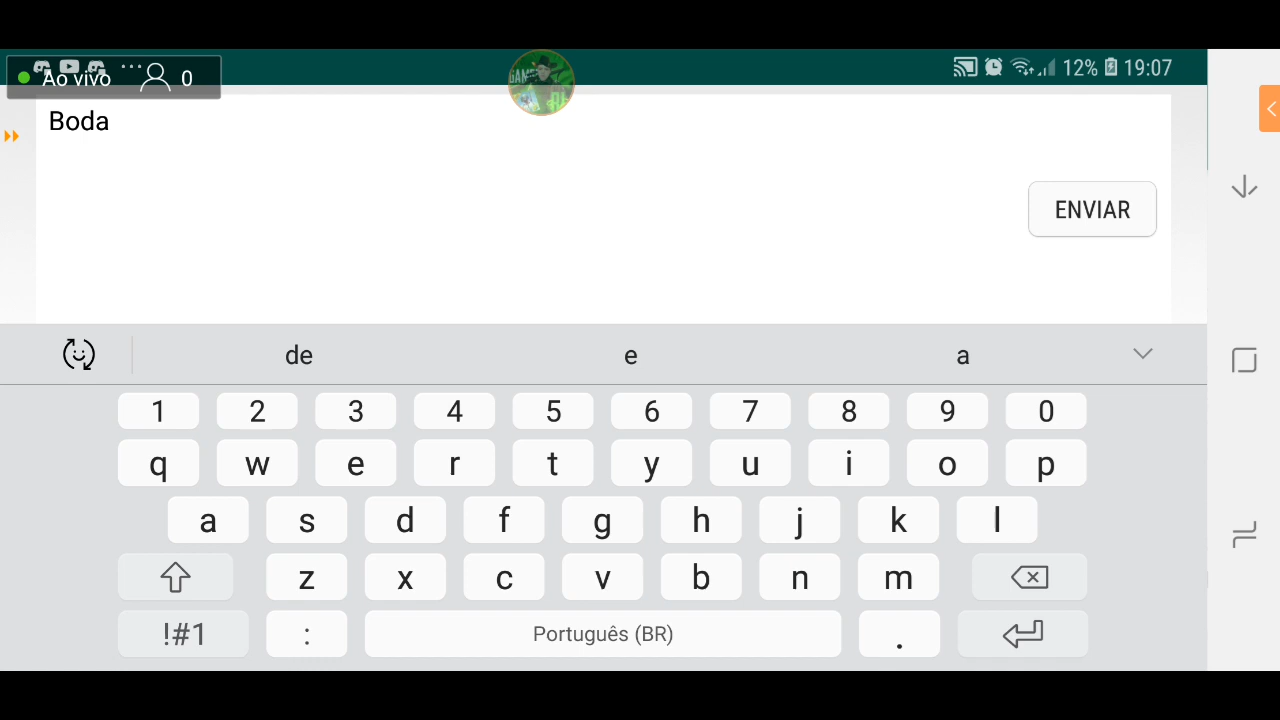 Ao vivo 0
12% 19:07
Boda
ENVIAR
de e a
1 2 3 4 5 6 7 8 9 0
q w e r t y u i o p
a s d f g h j k l
z x c v b n m
!#1 : Português (BR) .